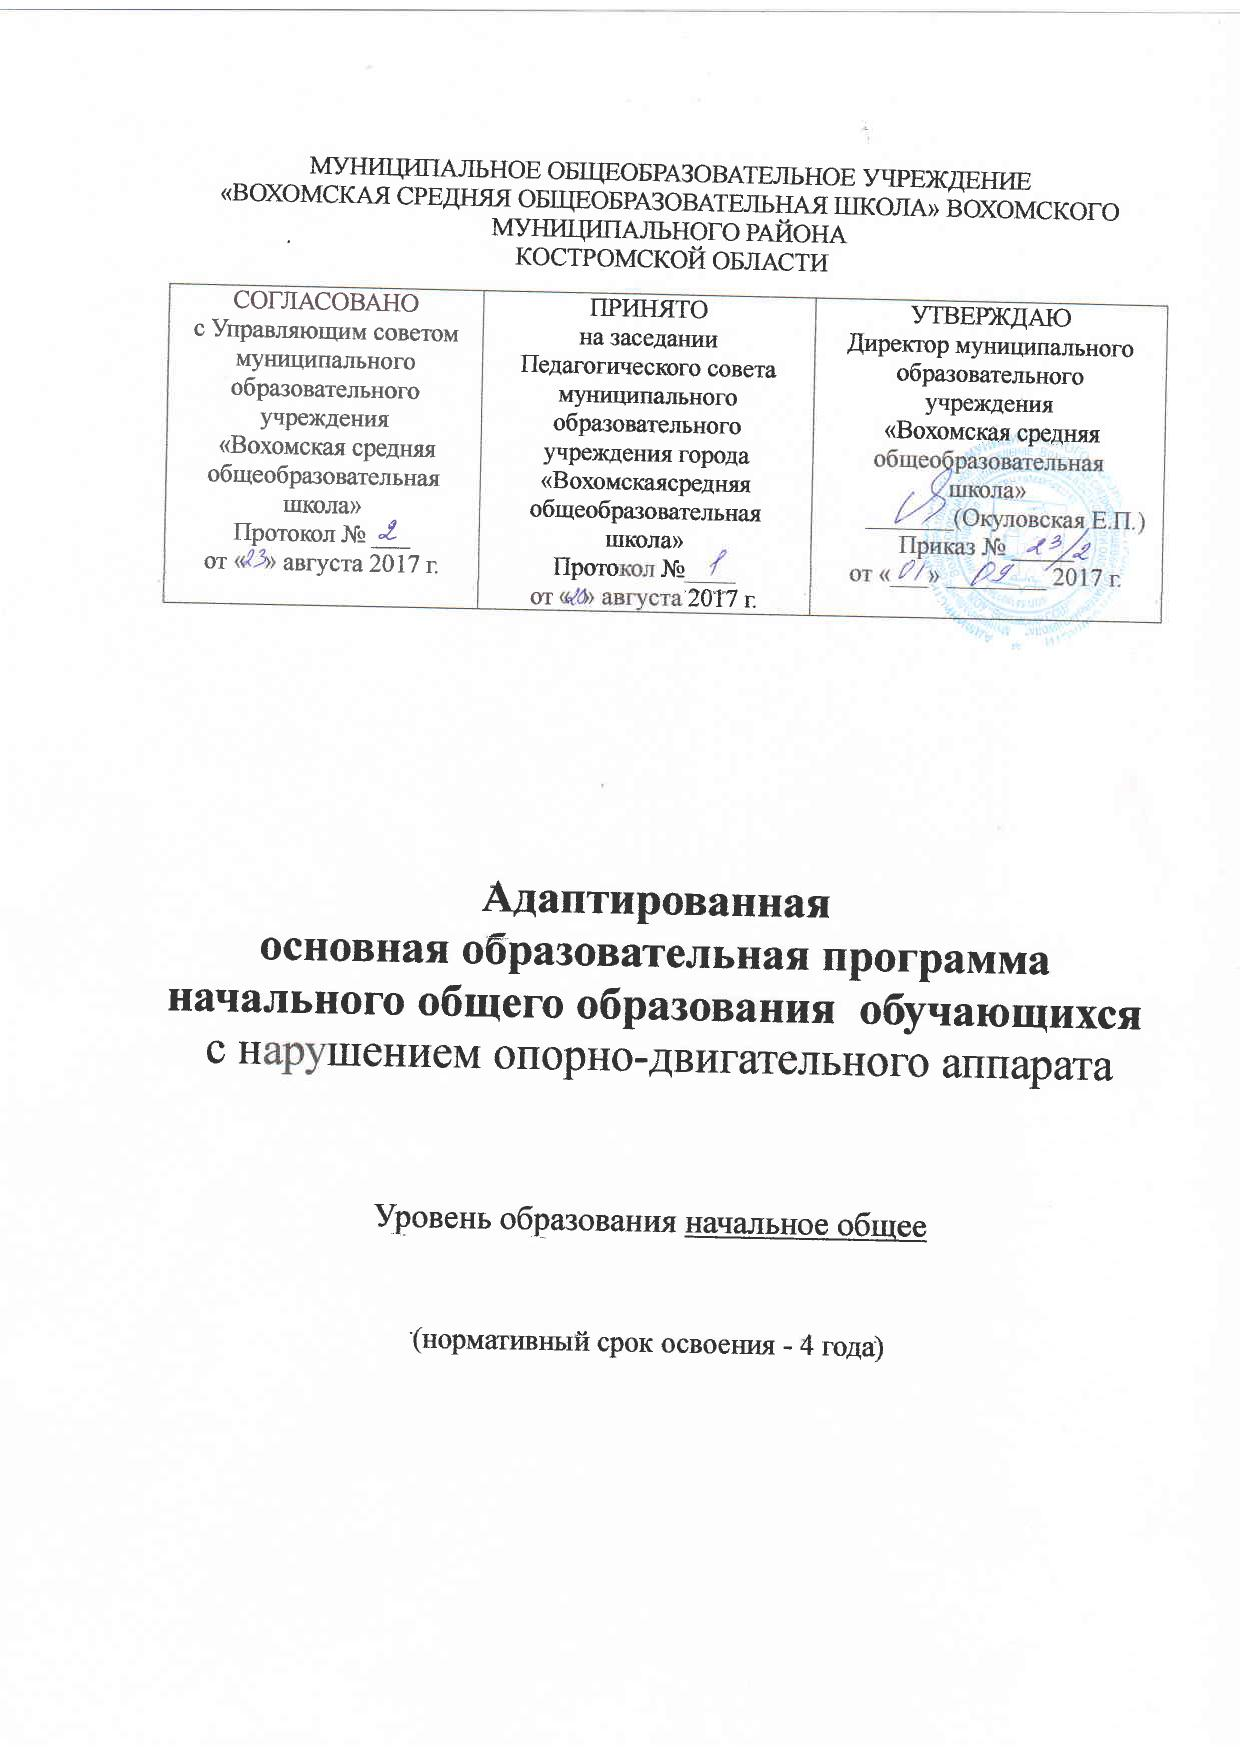 МУНИЦИПАЛЬНОЕ ОБЩЕОБРАЗОВАТЕЛЬНОЕ УЧРЕЖДЕНИЕ
«ВОХОМСКАЯ СРЕДНЯЯ ОБЩЕОБРАЗОВАТЕЛЬНАЯ ШКОЛА» ВОХОМСКОГО
МУНИЦИПАЛЬНОГО РАЙОНА
КОСТРОМСКОЙ ОБЛАСТИ
СОГЛАСОВАНО
с Управляющим советом
муниципального
образовательного
учреждения
«Вохомская средняя
общеобразовательная
школа»
Протокол № 2
от «23» августа 2017 г.
ПРИНЯТО
на заседании
Педагогического совета
муниципального
образовательного
учреждения города
«Вохомскаясредняя
общеобразовательная
школа»
Протокол № 1
от « » августа 2017 г.
УТВЕРЖДАЮ
Директор муниципального
образовательного
учреждения
«Вохомская средняя
общеобразовательная
школа»
(Окуловская Е.П.)
Приказ № 23/2
от «01» 09 2017 г.
Адаптированная
основная образовательная программа
начального общего образования обучающихся
с нарушением опорно-двигательного аппарата
Уровень образования начальное общее
(нормативный срок освоения - 4 года)